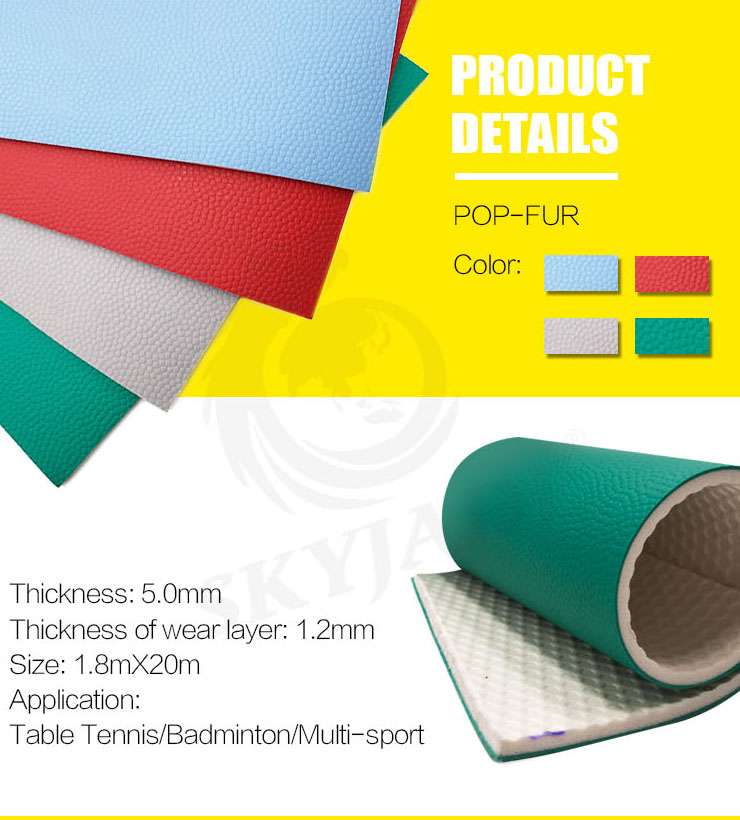 PRODUCT
DETAILS
POP-FUR
Color:
SKYJA
Thickness: 5.0mm
Thickness of wear layer: 1.2mm
Size: 1.8mX20m
Application:
Table Tennis/Badminton/Multi-sport